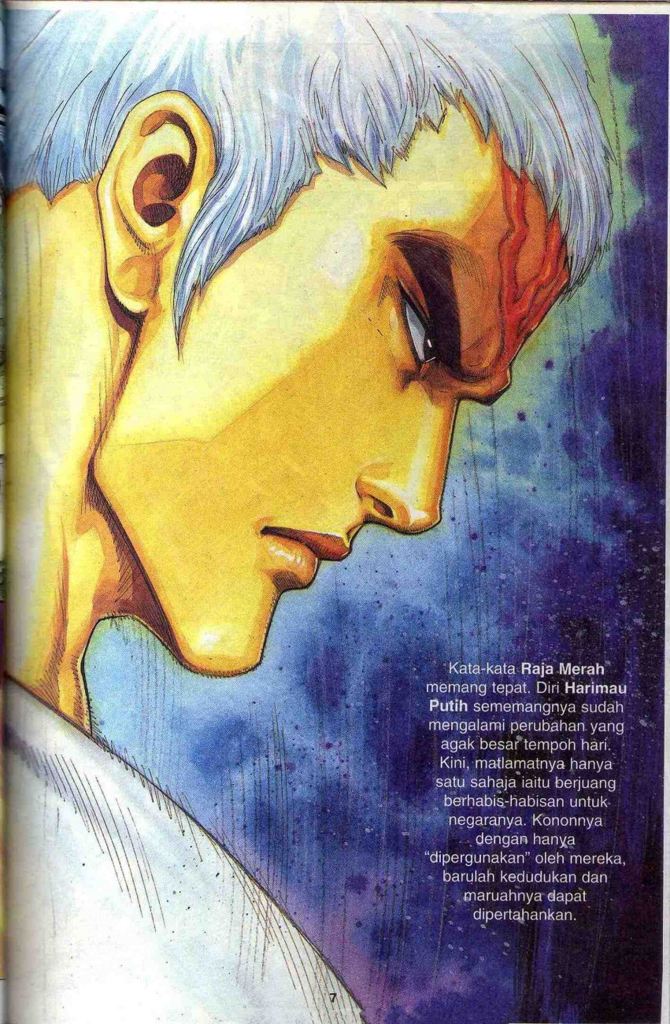 Kata-kata Raja Merah
memang tepat. Diri Harimau
Putih sememangnya sudah
mengalami perubahan yang
agak besar tempoh hari.
Kini, matlamatnya hanya
satu sahaja iaitu berjuang
berhabis-habisan untuk
negaranya. Kononnya
dengan hanya
“dipergunakan” oleh mereka,
barulah kedudukan dan
maruahnya dapat
dipertahankan.
7